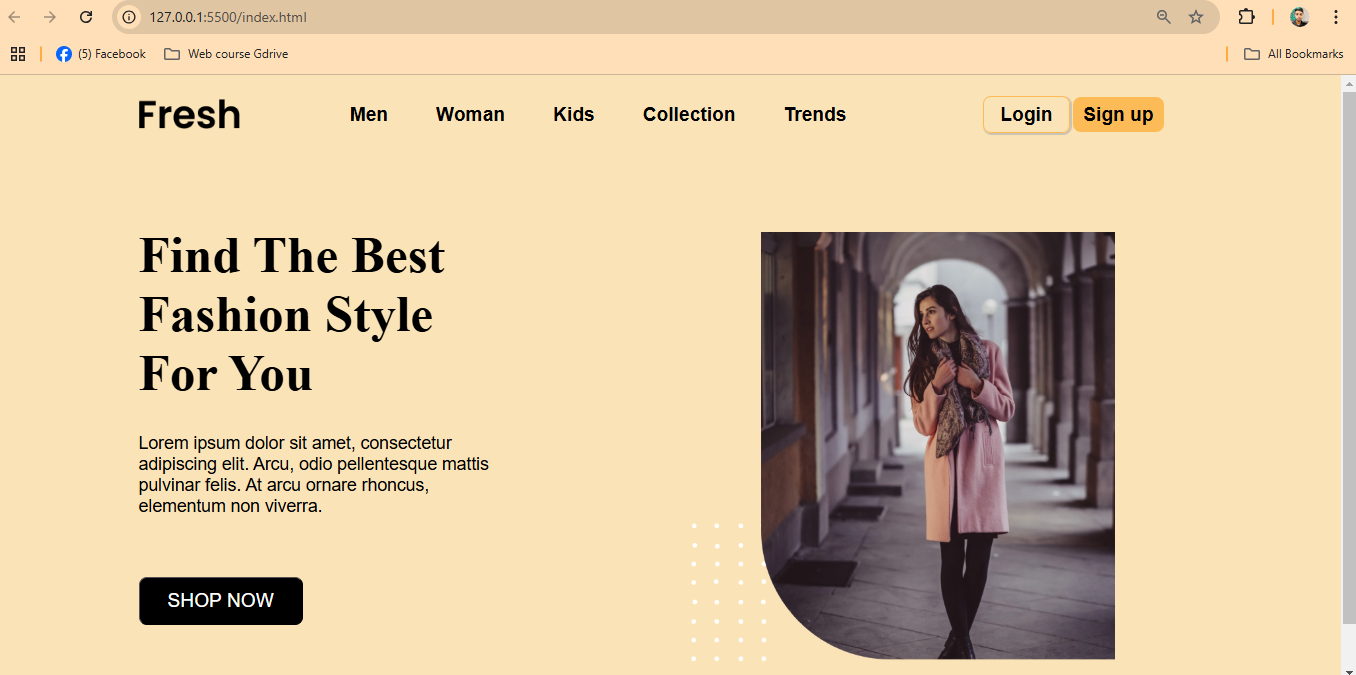 127.0.0.1:5500/index.html
(5) Facebook
Web course Gdrive
All Bookmarks
Fresh
Men
Woman
Kids
Collection
Trends
Login
Sign up
Find The Best
Fashion Style
For You
Lorem ipsum dolor sit amet, consectetur
adipiscing elit. Arcu, odio pellentesque mattis
pulvinar felis. At arcu ornare rhoncus,
elementum non viverra.
SHOP NOW